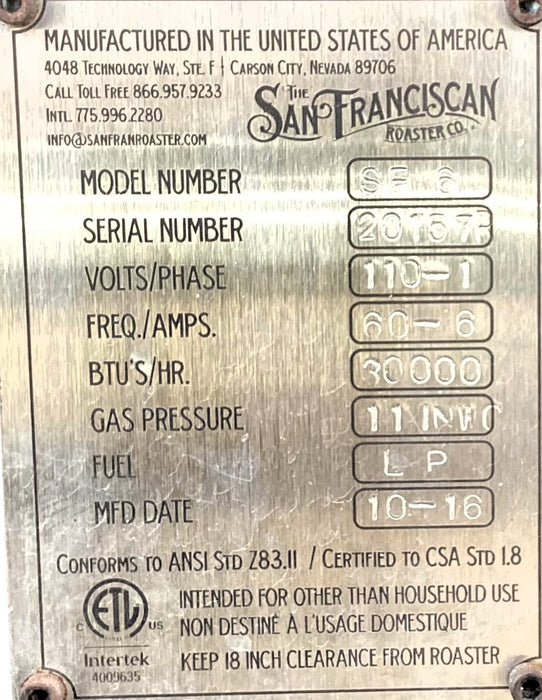 MANUFACTURED IN THE UNITED STATES OF AMERICA
4048 TECHNOLOGY WAY, STE. F | CARSON CITY, NEVADA 89706
CALL TOLL FREE 866.957.9233
INTL 775.996.2280
INFO@SANFRANROASTER.COM
THE
SAN FRANCISCAN
ROASTER CO.
MODEL NUMBER SF 6
SERIAL NUMBER
VOLTS/PHASE 110-1
FREQ./AMPS. 60-6
BTU'S/HR. 30000
GAS PRESSURE 11 INWC
FUEL LP
MFD DATE 10-16
CONFORMS TO ANSI STD Z83.11 / CERTIFIED TO CSA STD 1.8
ETL
C US
Intertek
4009635
INTENDED FOR OTHER THAN HOUSEHOLD USE
NON DESTINÉ À L'USAGE DOMESTIQUE
KEEP 18 INCH CLEARANCE FROM ROASTER